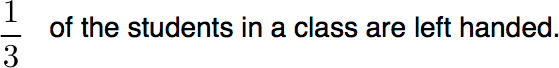 1/3 of the students in a class are left handed.